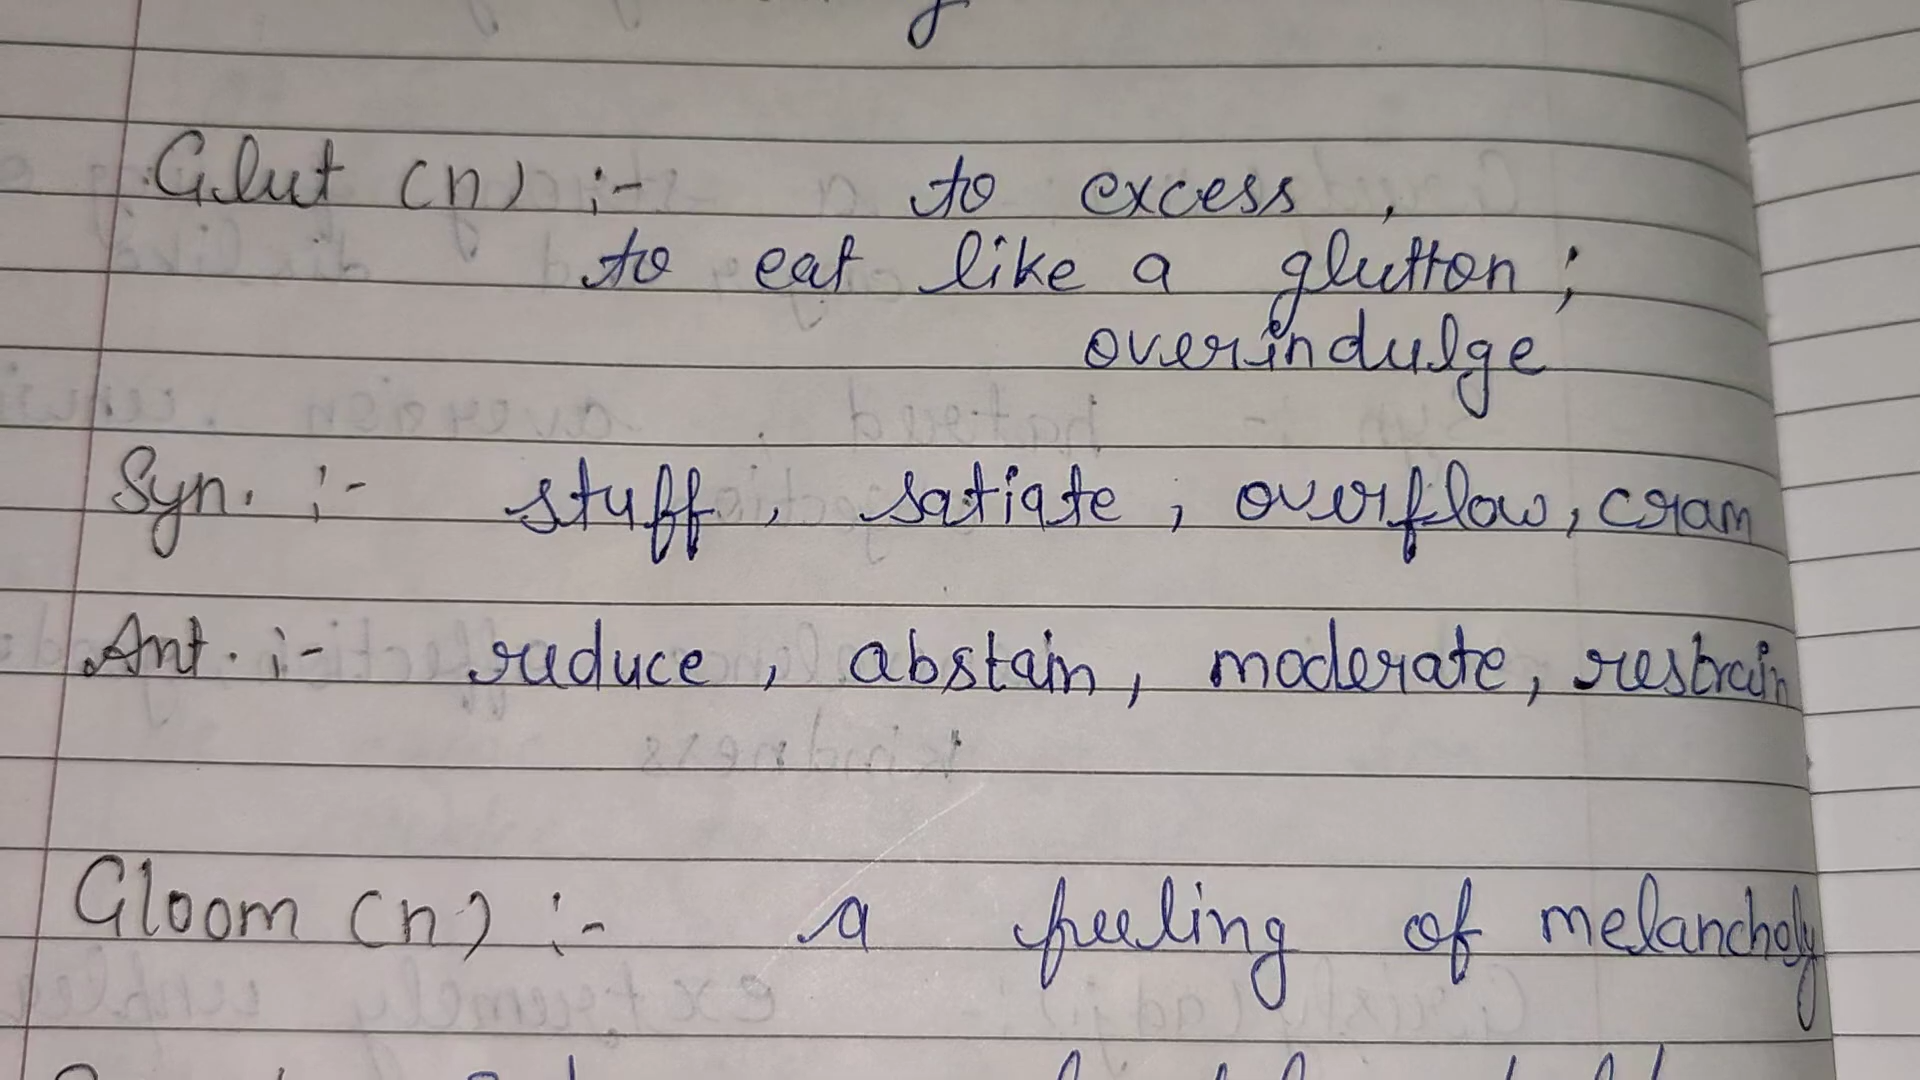 Glut (n) :- to excess,
to eat like a glutton;
overindulge
Syn. :- stuff, satiate, overflow, cram
Ant. :- reduce, abstain, moderate, restrain
Gloom (n) :- a feeling of melancholy